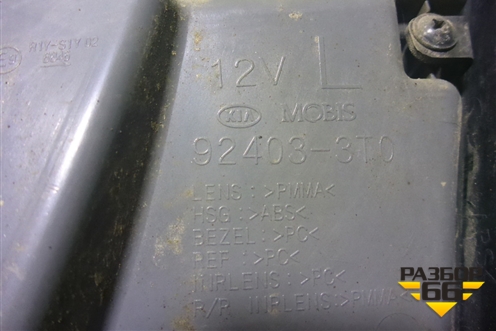 12V L
KIA MOBIS
92403-3T0
LENS:>PMMA<
HSG:>ABS<
BEZEL:>PC<
REF:>PC<
INRLENS:>PC<
R/R INRLENS:>PMMA<
РАЗБОР
66